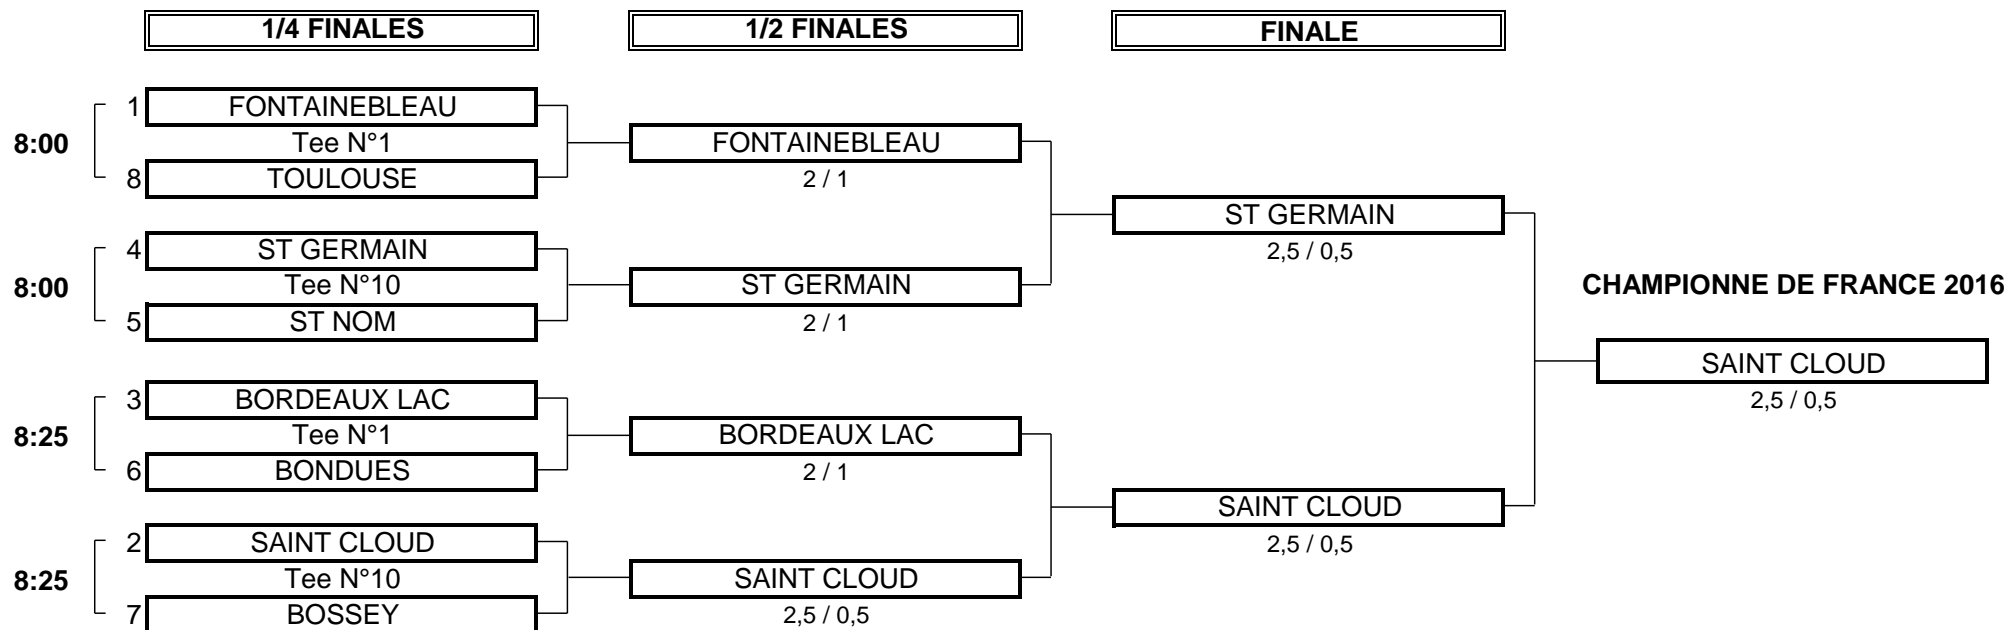 1/4 FINALES
1/2 FINALES
FINALE
1 FONTAINEBLEAU
8:00 Tee N°1
8 TOULOUSE
FONTAINEBLEAU
2 / 1
4 ST GERMAIN
8:00 Tee N°10
5 ST NOM
ST GERMAIN
2 / 1
ST GERMAIN
2,5 / 0,5
3 BORDEAUX LAC
8:25 Tee N°1
6 BONDUES
BORDEAUX LAC
2 / 1
2 SAINT CLOUD
8:25 Tee N°10
7 BOSSEY
SAINT CLOUD
2,5 / 0,5
SAINT CLOUD
2,5 / 0,5
CHAMPIONNE DE FRANCE 2016
SAINT CLOUD
2,5 / 0,5